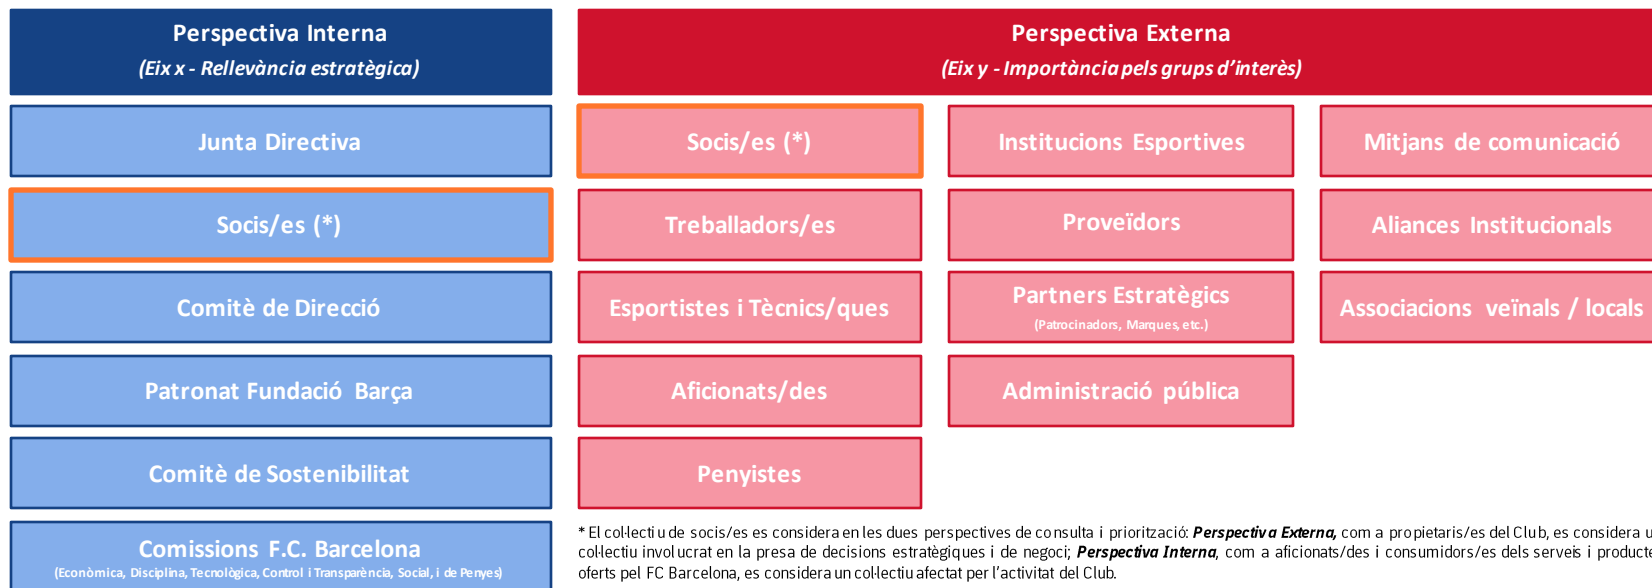 Perspectiva Interna
(Eix x - Rellevància estratègica)
Junta Directiva
Socis/es (*)
Comitè de Direcció
Patronat Fundació Barça
Comitè de Sostenibilitat
Comissions F.C. Barcelona
(Econòmica, Disciplina, Tecnològica, Control i Transparència, Social, i de Penyes)
Perspectiva Externa
(Eix y - Importància pels grups d'interès)
Socis/es (*)
Treballadors/es
Esportistes i Tècnics/ques
Aficionats/des
Penyistes
Institucions Esportives
Proveïdors
Partners Estratègics
(Patrocinadors, Marques, etc.)
Administració pública
Mitjans de comunicació
Aliances Institucionals
Associacions veïnals / locals
* El col·lectiu de socis/es es considera en les dues perspectives de consulta i priorització: Perspectiva Externa, com a propietaris/es del Club, es considera
col·lectiu involucrat en la presa de decisions estratègiques i de negoci; Perspectiva Interna, com a aficionats/des i consumidors/es dels serveis i
oferts pel FC Barcelona, es considera un col·lectiu afectat per l'activitat del Club.